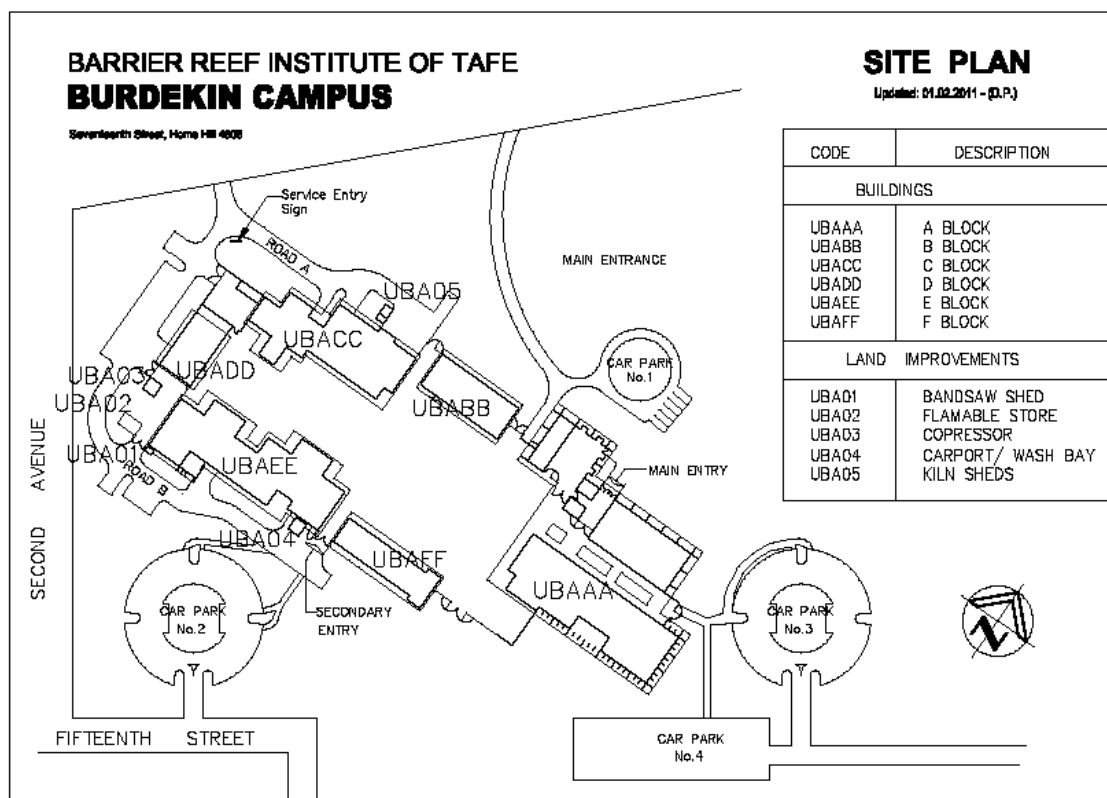 BARRIER REEF INSTITUTE OF TAFE
BURDEKIN CAMPUS
Seventeenth Street, Home Hill 4806
SITE PLAN
Updated: 01.02.2011 - (D.P.)
CODE DESCRIPTION
BUILDINGS
UBAAA A BLOCK
UBABB B BLOCK
UBACC C BLOCK
UBADD D BLOCK
UBAEE E BLOCK
UBAFF F BLOCK
LAND IMPROVEMENTS
UBA01 BANDSAW SHED
UBA02 FLAMABLE STORE
UBA03 COPRESSOR
UBA04 CARPORT/ WASH BAY
UBA05 KILN SHEDS
Service Entry
Sign
ROAD A
MAIN ENTRANCE
UBA05
UBACC
UBADD
UBA03
UBA02
UBABB
CAR PARK
No.1
UBA01
ROAD B
UBAEE
MAIN ENTRY
SECOND AVENUE
UBA04
UBAFF
UBAAA
SECONDARY
ENTRY
CAR PARK
No.2
CAR PARK
No.3
N
FIFTEENTH STREET
CAR PARK
No.4